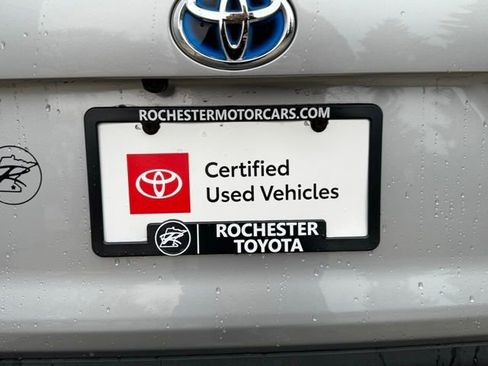 ROCHESTERMOTORCARS.COM
Certified
Used Vehicles
ROCHESTER
TOYOTA